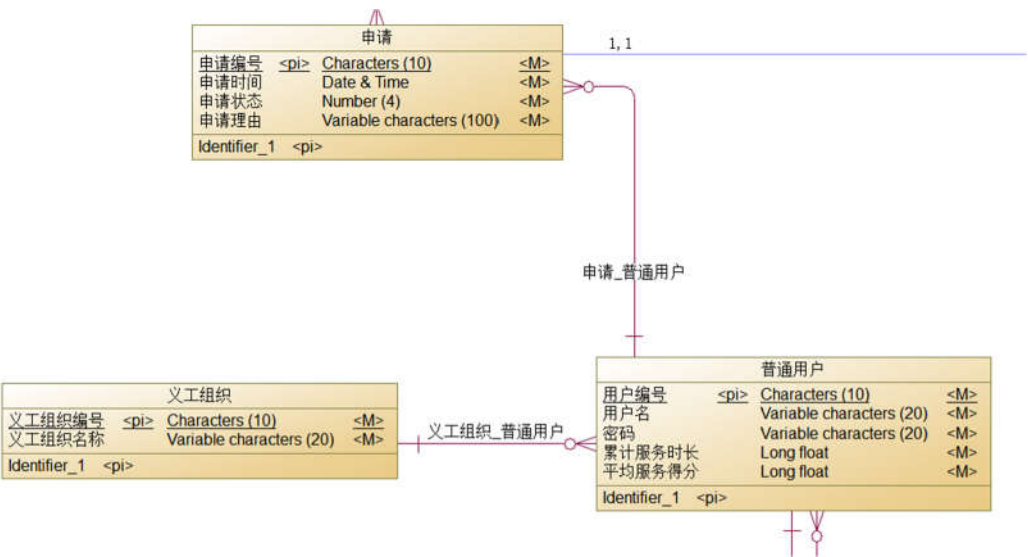 申请
申请编号 <pi> Characters (10) <M>
申请时间 Date & Time <M>
申请状态 Number (4) <M>
申请理由 Variable characters (100) <M>
Identifier_1 <pi>
1, 1
申请_普通用户
义工组织
义工组织编号 <pi> Characters (10) <M>
义工组织名称 Variable characters (20) <M>
Identifier_1 <pi>
义工组织_普通用户
普通用户
用户编号 <pi> Characters (10) <M>
用户名 Variable characters (20) <M>
密码 Variable characters (20) <M>
累计服务时长 Long float <M>
平均服务得分 Long float <M>
Identifier_1 <pi>